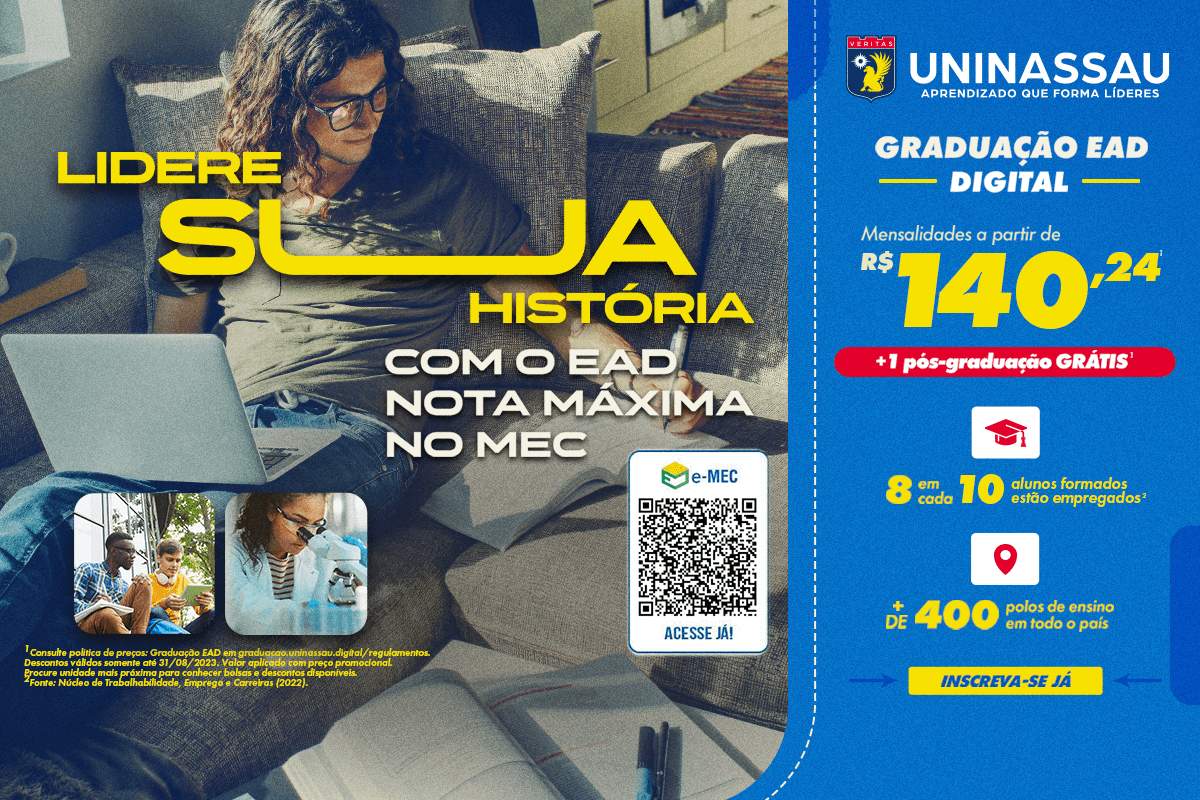 LIDERE
SUA
HISTÓRIA
COM O EAD
NOTA MÁXIMA
NO MEC
e-MEC
ACESSE JÁ!
¹Consulte política de preços: Graduação EAD em graduacao.uninassau.digital/regulamentos.
Descontos válidos somente até 31/08/2023. Valor aplicado com preço promocional.
Procure unidade mais próxima para conhecer bolsas e descontos disponíveis.
²Fonte: Núcleo de Trabalhabilidade, Emprego e Carreiras (2022).
VERITAS
UNINASSAU
APRENDIZADO QUE FORMA LÍDERES
GRADUAÇÃO EAD
DIGITAL
Mensalidades a partir de
R$ 140,24¹
+1 pós-graduação GRÁTIS¹
8 em cada 10 alunos formados
estão empregados²
+ DE 400 polos de ensino
em todo o país
INSCREVA-SE JÁ